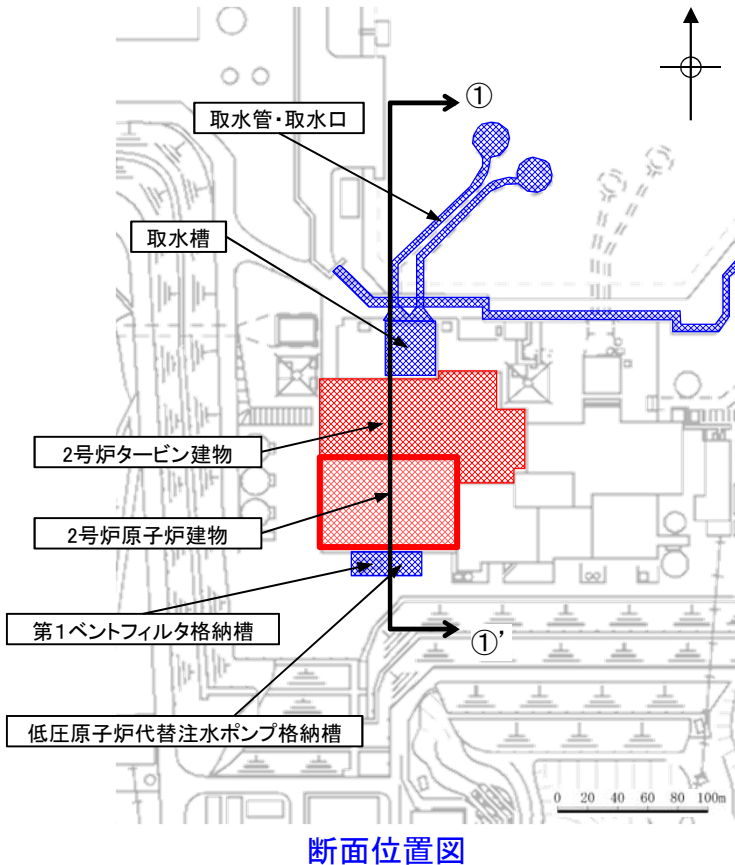 ①
取水管・取水口
取水槽
2号炉タービン建物
2号炉原子炉建物
第1ベントフィルタ格納槽
①'
低圧原子炉代替注水ポンプ格納槽
0 20 40 60 80 100m
断面位置図